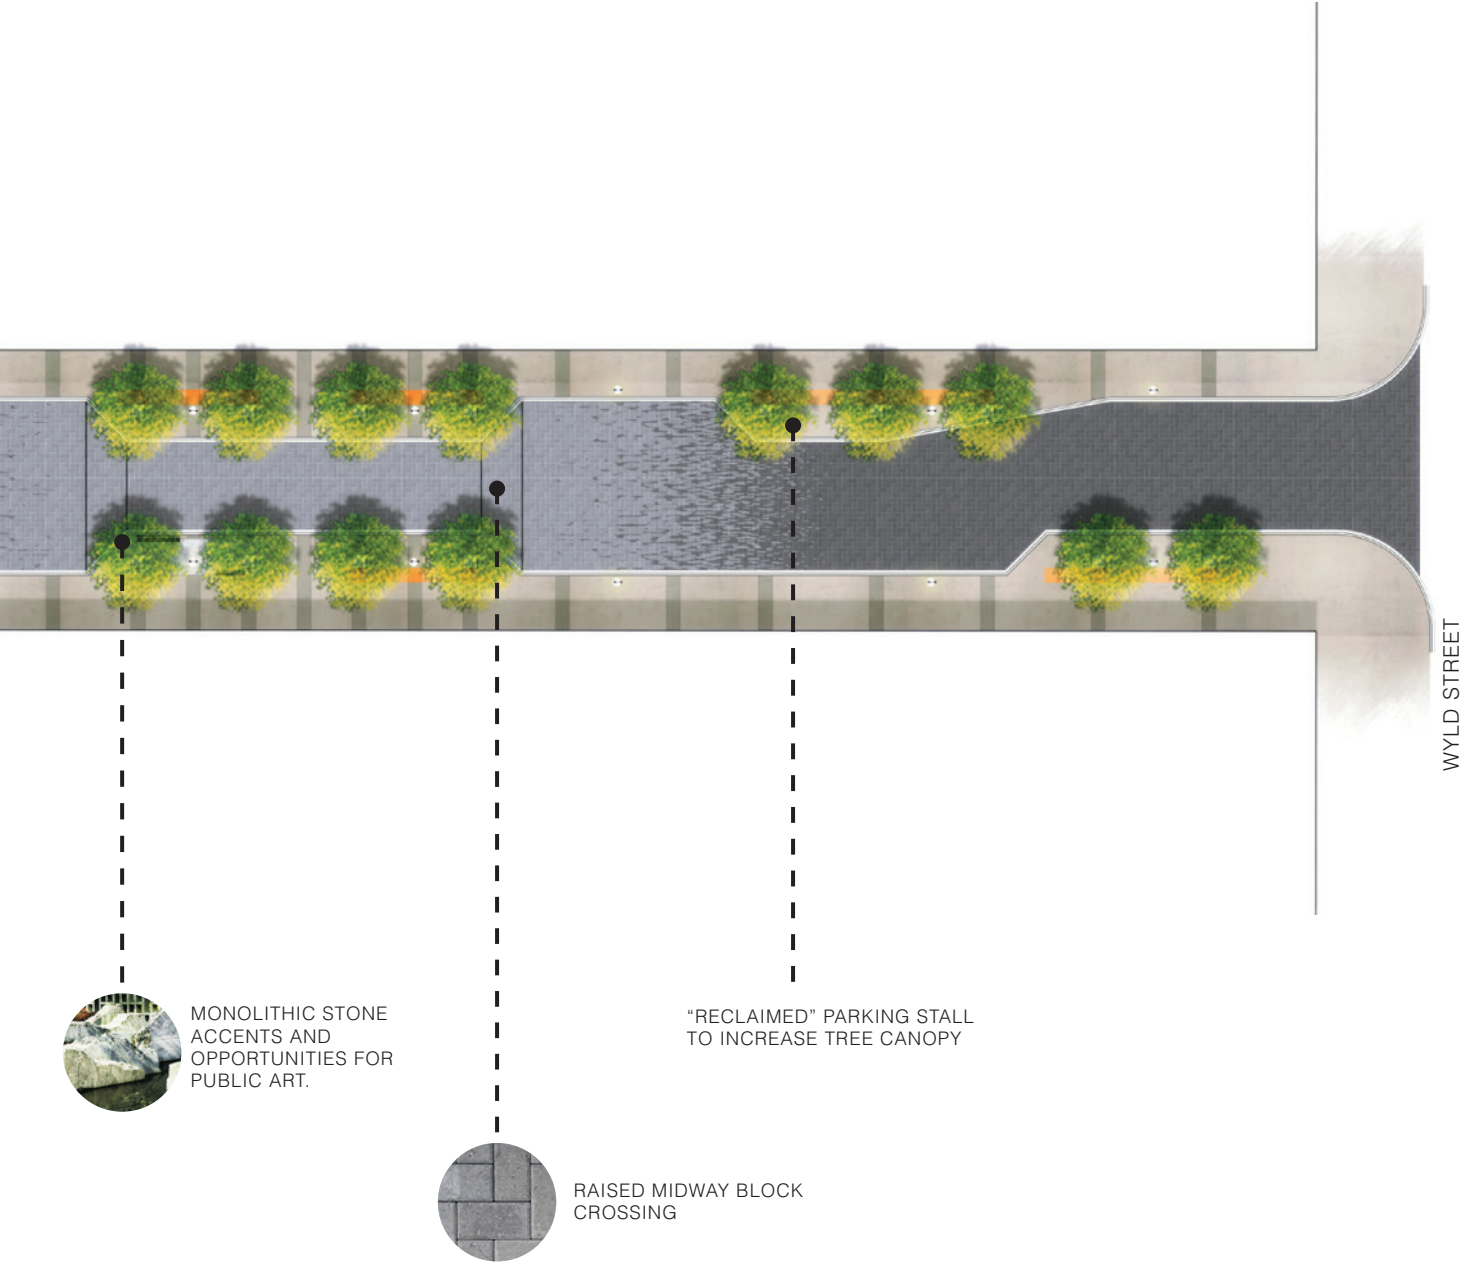 WYLD STREET
MONOLITHIC STONE
ACCENTS AND
OPPORTUNITIES FOR
PUBLIC ART.
“RECLAIMED” PARKING STALL
TO INCREASE TREE CANOPY
RAISED MIDWAY BLOCK
CROSSING